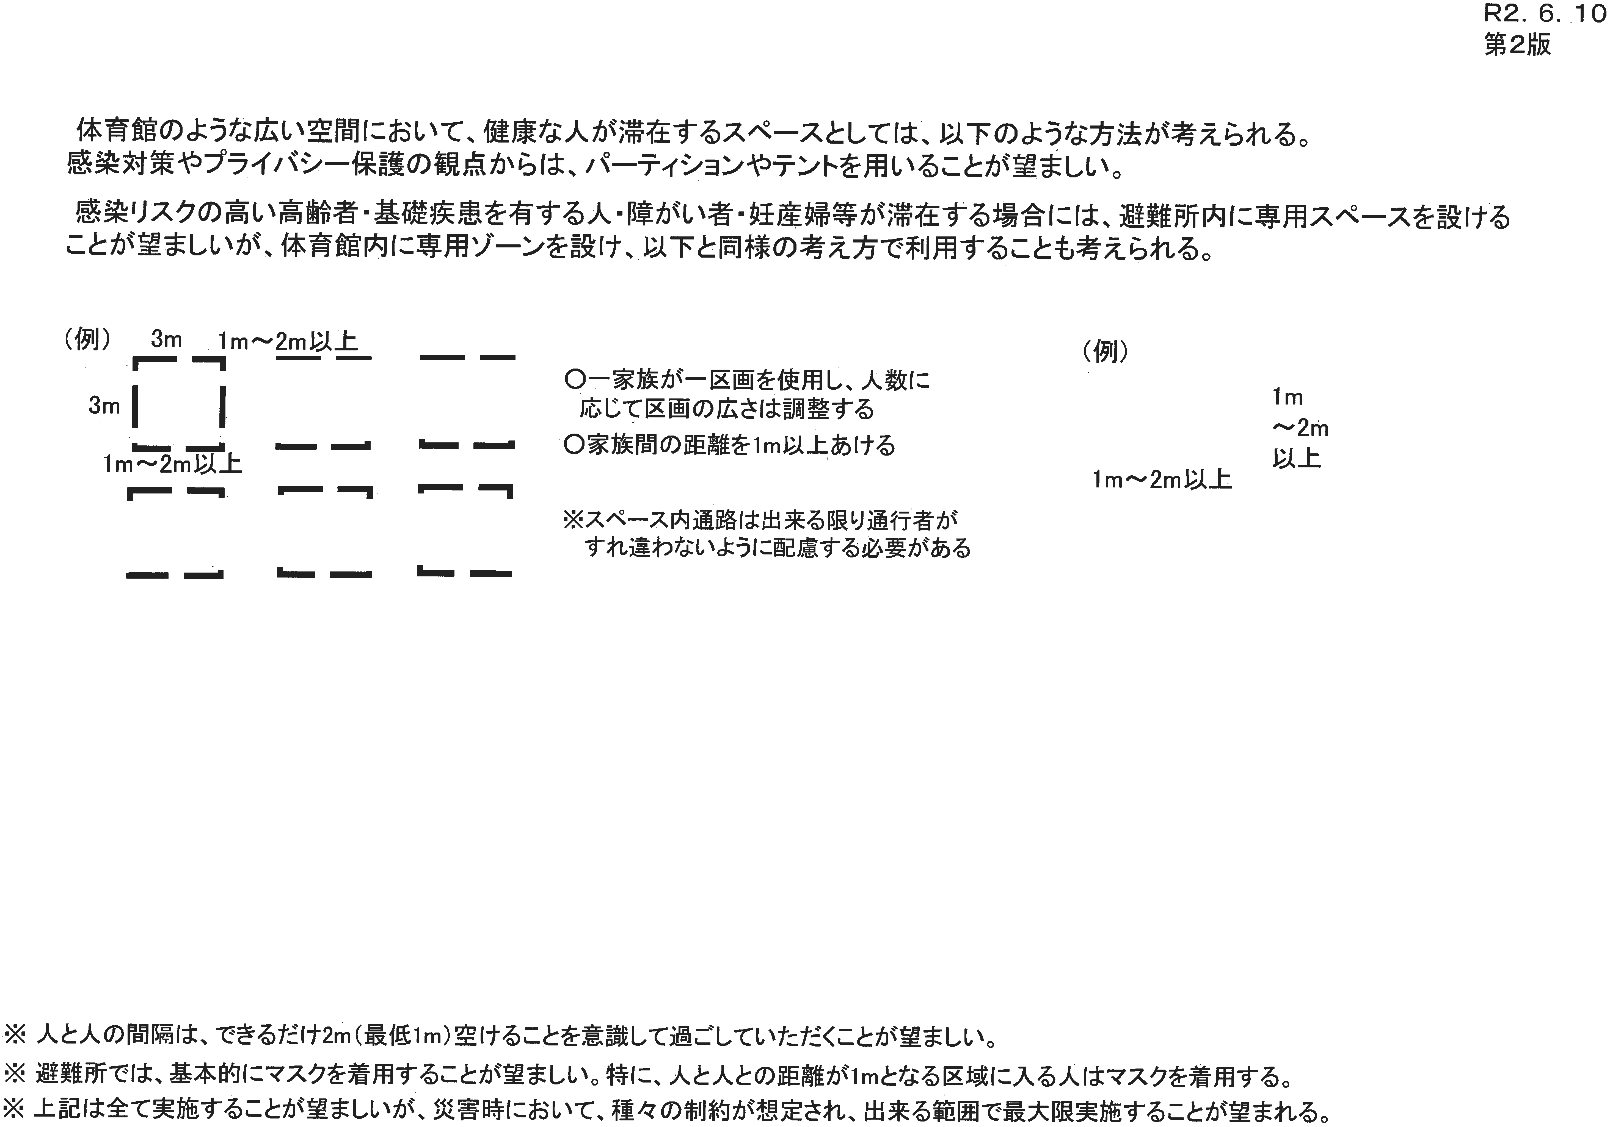 R2. 6. 10
第2版
体育館のような広い空間において、健康な人が滞在するスペースとしては、以下のような方法が考えられる。
感染対策やプライバシー保護の観点からは、パーティションやテントを用いることが望ましい。
感染リスクの高い高齢者・基礎疾患を有する人・障がい者・妊産婦等が滞在する場合には、避難所内に専用スペースを設ける
ことが望ましいが、体育館内に専用ゾーンを設け、以下と同様の考え方で利用することも考えられる。
(例) 3m 1m～2m以上
3m
1m～2m以上
○一家族が一区画を使用し、人数に
応じて区画の広さは調整する
○家族間の距離を1m以上あける
※スペース内通路は出来る限り通行者が
すれ違わないように配慮する必要がある
(例)
1m
～2m
以上
1m～2m以上
※ 人と人の間隔は、できるだけ2m(最低1m)空けることを意識して過ごしていただくことが望ましい。
※ 避難所では、基本的にマスクを着用することが望ましい。特に、人と人との距離が1mとなる区域に入る人はマスクを着用する。
※ 上記は全て実施することが望ましいが、災害時において、種々の制約が想定され、出来る範囲で最大限実施することが望まれる。